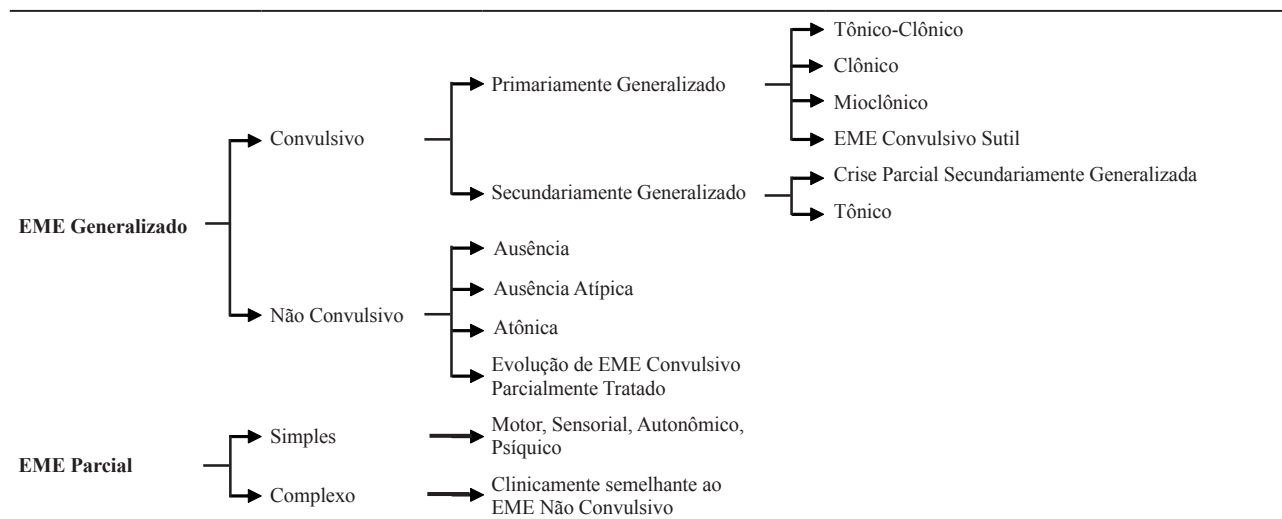 Tônico-Clônico
Clônico
Primariamente Generalizado
Mioclônico
Convulsivo
EME Convulsivo Sutil
Crise Parcial Secundariamente Generalizada
Secundariamente Generalizado
Tônico
EME Generalizado
Ausência
Ausência Atípica
Não Convulsivo
Atônica
Evolução de EME Convulsivo
Parcialmente Tratado
Simples
Motor, Sensorial, Autonômico,
Psíquico
EME Parcial
Complexo
Clinicamente semelhante ao
EME Não Convulsivo